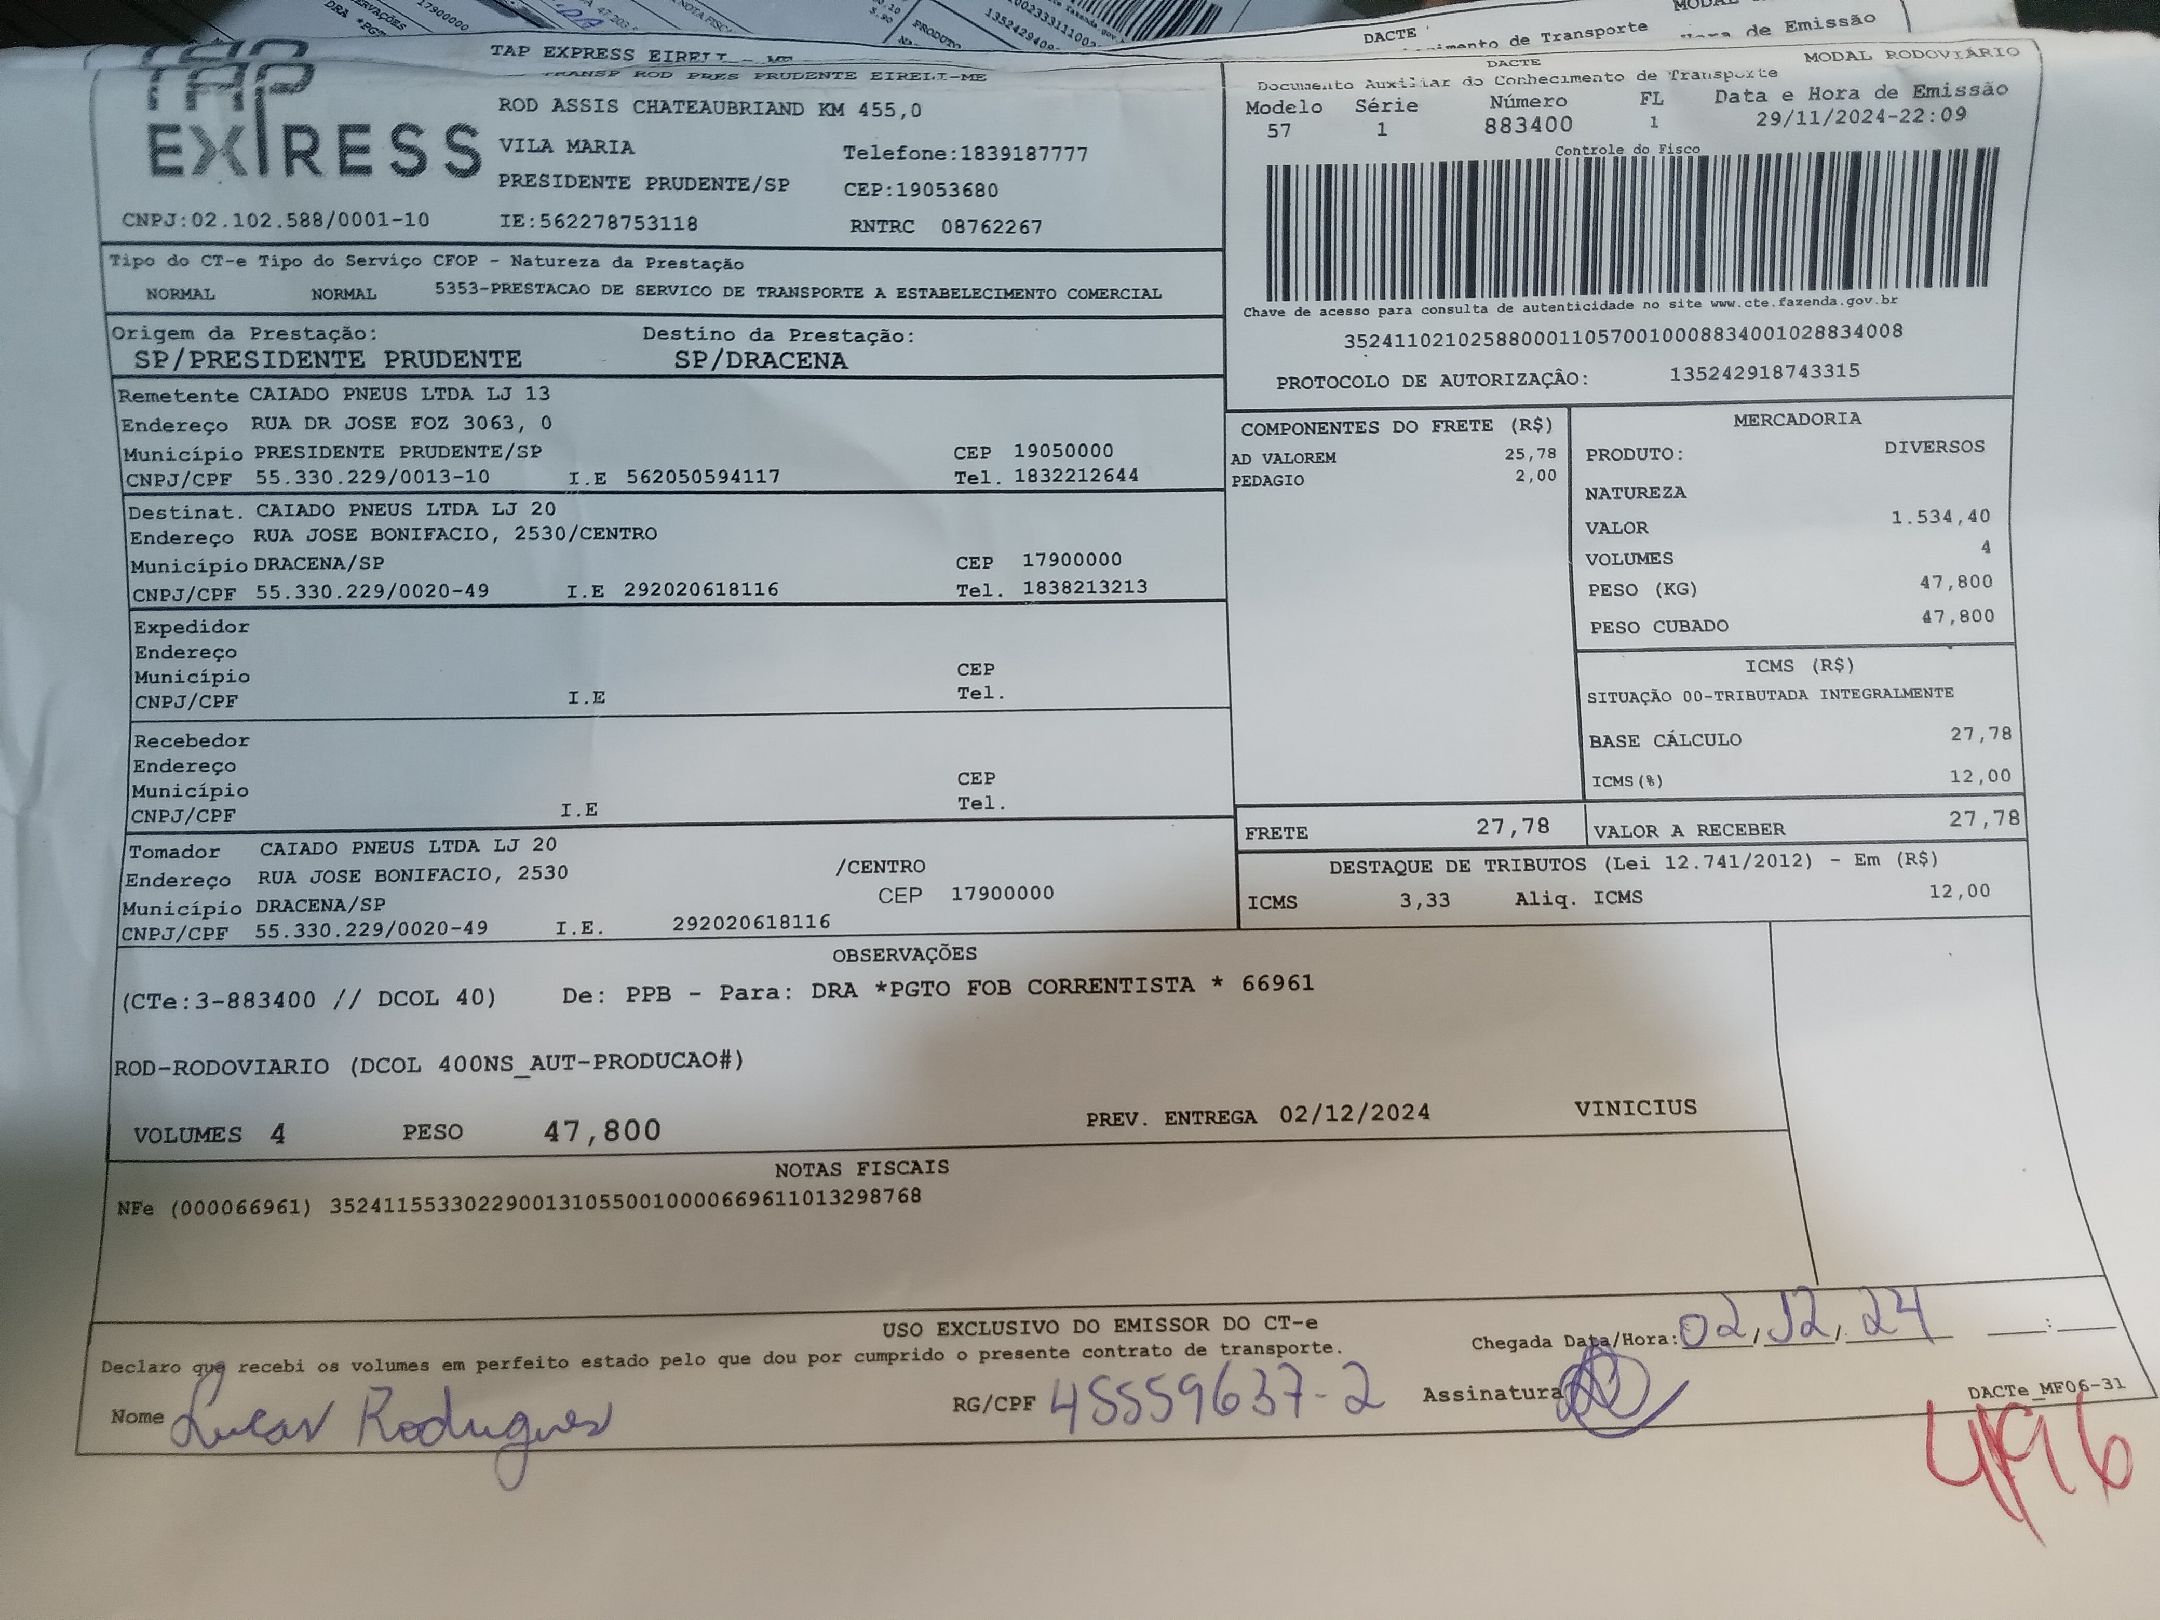 TAP EXPRESS EIRELI - ME
DACTE
de Transporte
de Emissão
TAP
EXPRESS
TRANSP ROD PRES PRUDENTE EIRELI-ME
ROD ASSIS CHATEAUBRIAND KM 455,0
VILA MARIA
Telefone:1839187777
PRESIDENTE PRUDENTE/SP
CEP:19053680
CNPJ:02.102.588/0001-10
IE:562278753118
RNTRC 08762267
DACTE
MODAL RODOVIÁRIO
Documento Auxiliar do Conhecimento de Transporte
Modelo Série Número FL Data e Hora de Emissão
57 1 883400 1 29/11/2024-22:09
Controle do Fisco
Chave de acesso para consulta de autenticidade no site www.cte.fazenda.gov.br
35241102102588000110570010008834001028834008
PROTOCOLO DE AUTORIZAÇÂO: 135242918743315
Tipo do CT-e Tipo do Serviço CFOP - Natureza da Prestação
NORMAL NORMAL 5353-PRESTACAO DE SERVICO DE TRANSPORTE A ESTABELECIMENTO COMERCIAL
Origem da Prestação: Destino da Prestação:
SP/PRESIDENTE PRUDENTE SP/DRACENA
Remetente CAIADO PNEUS LTDA LJ 13
Endereço RUA DR JOSE FOZ 3063, 0
Município PRESIDENTE PRUDENTE/SP CEP 19050000
CNPJ/CPF 55.330.229/0013-10 I.E 562050594117 Tel. 1832212644
Destinat. CAIADO PNEUS LTDA LJ 20
Endereço RUA JOSE BONIFACIO, 2530/CENTRO
Município DRACENA/SP CEP 17900000
CNPJ/CPF 55.330.229/0020-49 I.E 292020618116 Tel. 1838213213
Expedidor
Endereço
Município CEP
CNPJ/CPF I.E Tel.
Recebedor
Endereço
Município CEP
CNPJ/CPF I.E Tel.
Tomador CAIADO PNEUS LTDA LJ 20
Endereço RUA JOSE BONIFACIO, 2530 /CENTRO
Município DRACENA/SP CEP 17900000
CNPJ/CPF 55.330.229/0020-49 I.E. 292020618116
COMPONENTES DO FRETE (R$)
AD VALOREM 25,78
PEDAGIO 2,00
MERCADORIA
PRODUTO: DIVERSOS
NATUREZA
VALOR 1.534,40
VOLUMES 4
PESO (KG) 47,800
PESO CUBADO 47,800
ICMS (R$)
SITUAÇÃO 00-TRIBUTADA INTEGRALMENTE
BASE CÁLCULO 27,78
ICMS(%) 12,00
FRETE 27,78 VALOR A RECEBER 27,78
DESTAQUE DE TRIBUTOS (Lei 12.741/2012) - Em (R$)
ICMS 3,33 Aliq. ICMS 12,00
OBSERVAÇÕES
(CTe:3-883400 // DCOL 40) De: PPB - Para: DRA *PGTO FOB CORRENTISTA * 66961
ROD-RODOVIARIO (DCOL 400NS_AUT-PRODUCAO#)
VOLUMES 4 PESO 47,800 PREV. ENTREGA 02/12/2024 VINICIUS
NOTAS FISCAIS
NFe (000066961) 35241155330229001310550010000669611013298768
USO EXCLUSIVO DO EMISSOR DO CT-e
Declaro que recebi os volumes em perfeito estado pelo que dou por cumprido o presente contrato de transporte.
Chegada Data/Hora: 02/12/24 :
Nome Lucas Rodrigues RG/CPF 45559637-2 Assinatura
DACTe_MF06-31